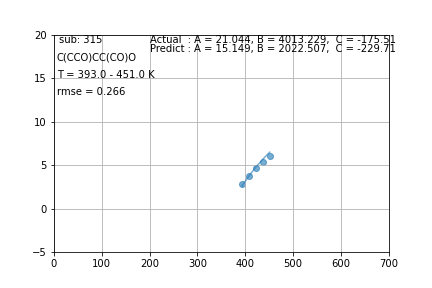 sub: 315
Actual : A = 21.044, B = 4013.229, C = -175.51
Predict : A = 15.149, B = 2022.507, C = -229.71
C(CCO)CC(CO)O
T = 393.0 - 451.0 K
rmse = 0.266
20
15
10
5
0
−5
0 100 200 300 400 500 600 700